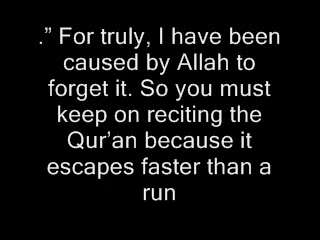 .” For truly, I have been
caused by Allah to
forget it. So you must
keep on reciting the
Qur’an because it
escapes faster than a
run